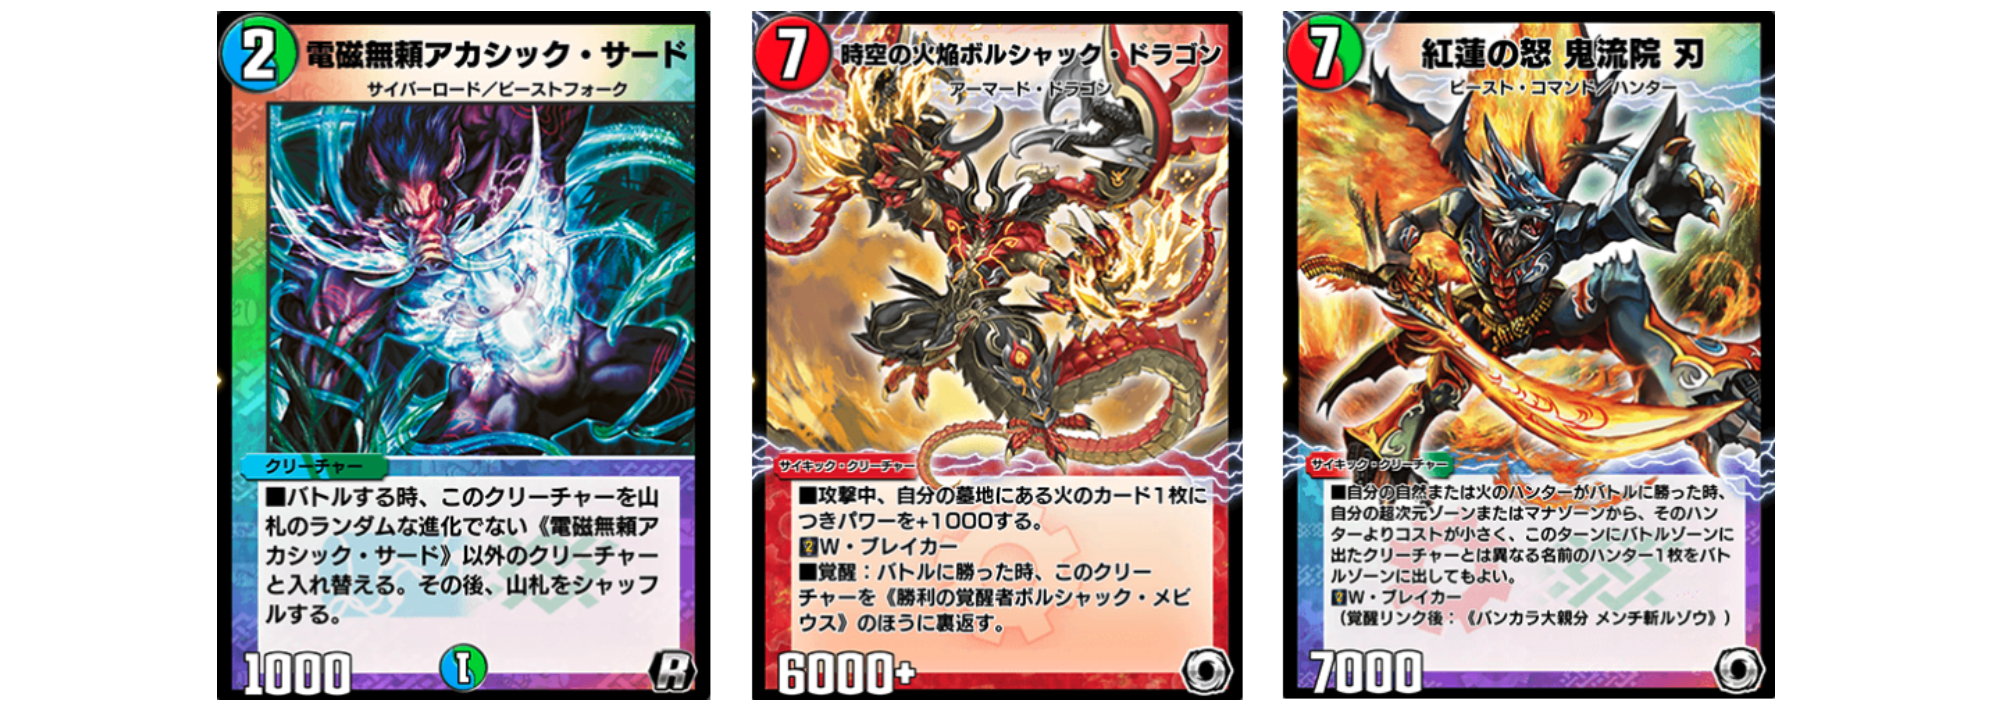 2
電磁無頼アカシック・サード
サイバーロード／ビーストフォーク
クリーチャー
■バトルする時、このクリーチャーを山
札のランダムな進化でない《電磁無頼ア
カシック・サード》以外のクリーチャー
と入れ替える。その後、山札をシャッフ
ルする。
1000
I
R
7
時空の火焔ボルシャック・ドラゴン
アーマード・ドラゴン
サイキック・クリーチャー
■攻撃中、自分の墓地にある火のカード1枚に
つきパワーを+1000する。
2 W・ブレイカー
■覚醒：バトルに勝った時、このクリー
チャーを《勝利の覚醒者ボルシャック・メビ
ウス》のほうに裏返す。
6000+
7
紅蓮の怒 鬼流院 刃
ビースト・コマンド／ハンター
サイキック・クリーチャー
■自分の自然または火のハンターがバトルに勝った時、
自分の超次元ゾーンまたはマナゾーンから、そのハン
ターよりコストが小さく、このターンにバトルゾーンに
出たクリーチャーとは異なる名前のハンター1枚をバト
ルゾーンに出してもよい。
2 W・ブレイカー
（覚醒リンク後：《バンカラ大親分 メンチ斬ルゾウ》）
7000